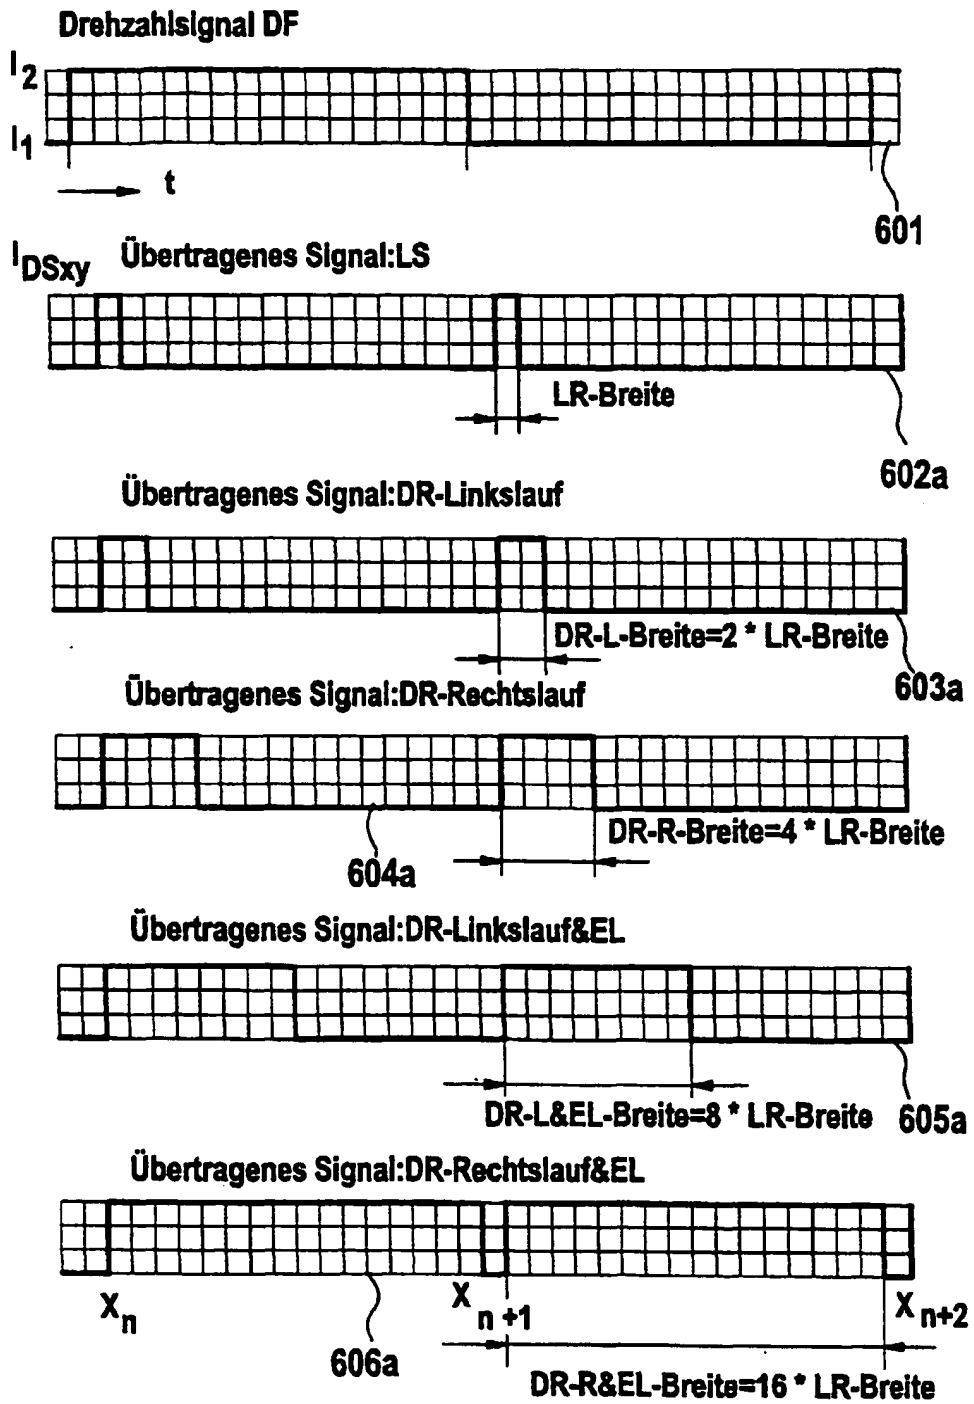 Drehzahlsignal DF
I2
I1
t
601
IDSxy
Übertragenes Signal:LS
LR-Breite
602a
Übertragenes Signal:DR-Linkslauf
DR-L-Breite=2 * LR-Breite
603a
Übertragenes Signal:DR-Rechtslauf
DR-R-Breite=4 * LR-Breite
604a
Übertragenes Signal:DR-Linkslauf&EL
DR-L&EL-Breite=8 * LR-Breite
605a
Übertragenes Signal:DR-Rechtslauf&EL
Xn
Xn+1
Xn+2
606a
DR-R&EL-Breite=16 * LR-Breite